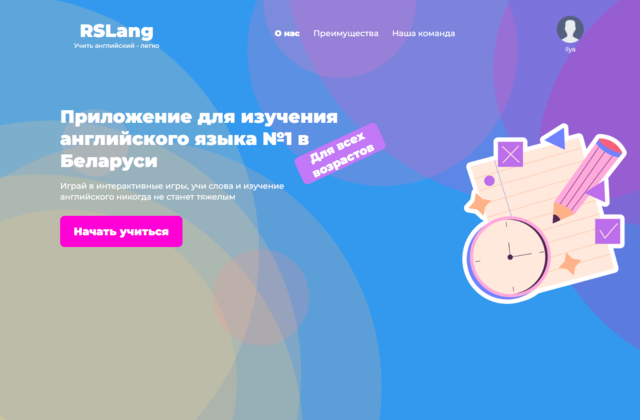 RSLang
Учить английский - легко
О нас
Преимущества
Наша команда
Ilya
Приложение для изучения
английского языка №1 в
Беларуси
Для всех
возрастов
Играй в интерактивные игры, учи слова и изучение
английского никогда не станет тяжелым
Начать учиться